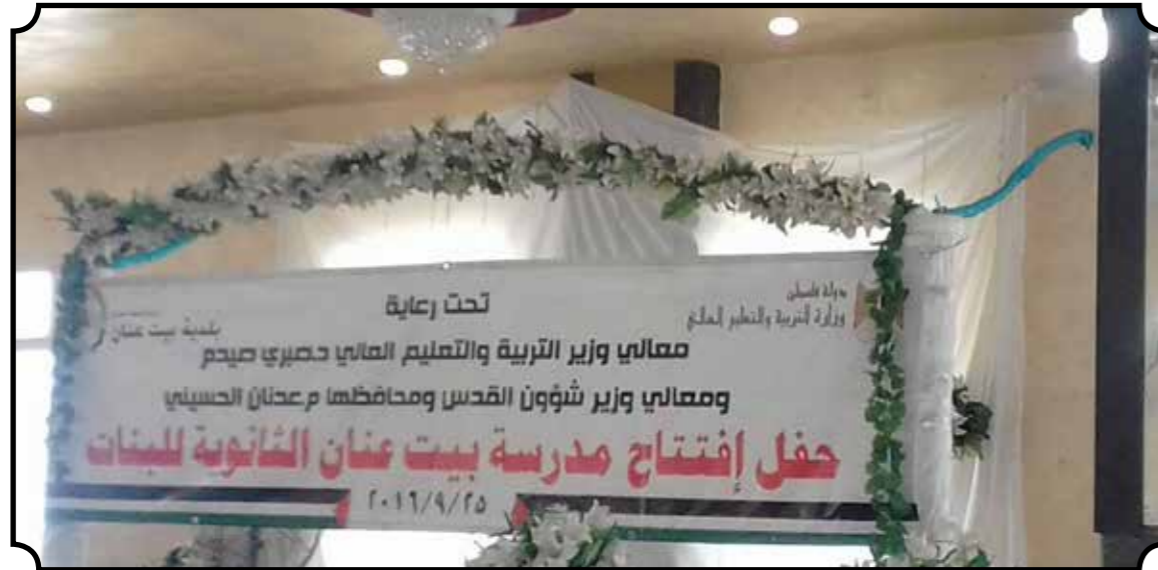 دولة فلسطين
وزارة التربية والتعليم العالي
بلدية بيت عنان
تحت رعاية
معالي وزير التربية والتعليم العالي د.صبري صيدم
ومعالي وزير شؤون القدس ومحافظها م.عدنان الحسيني
حفل إفتتاح مدرسة بيت عنان الثانوية للبنات
٢٠١٦/٩/٢٥